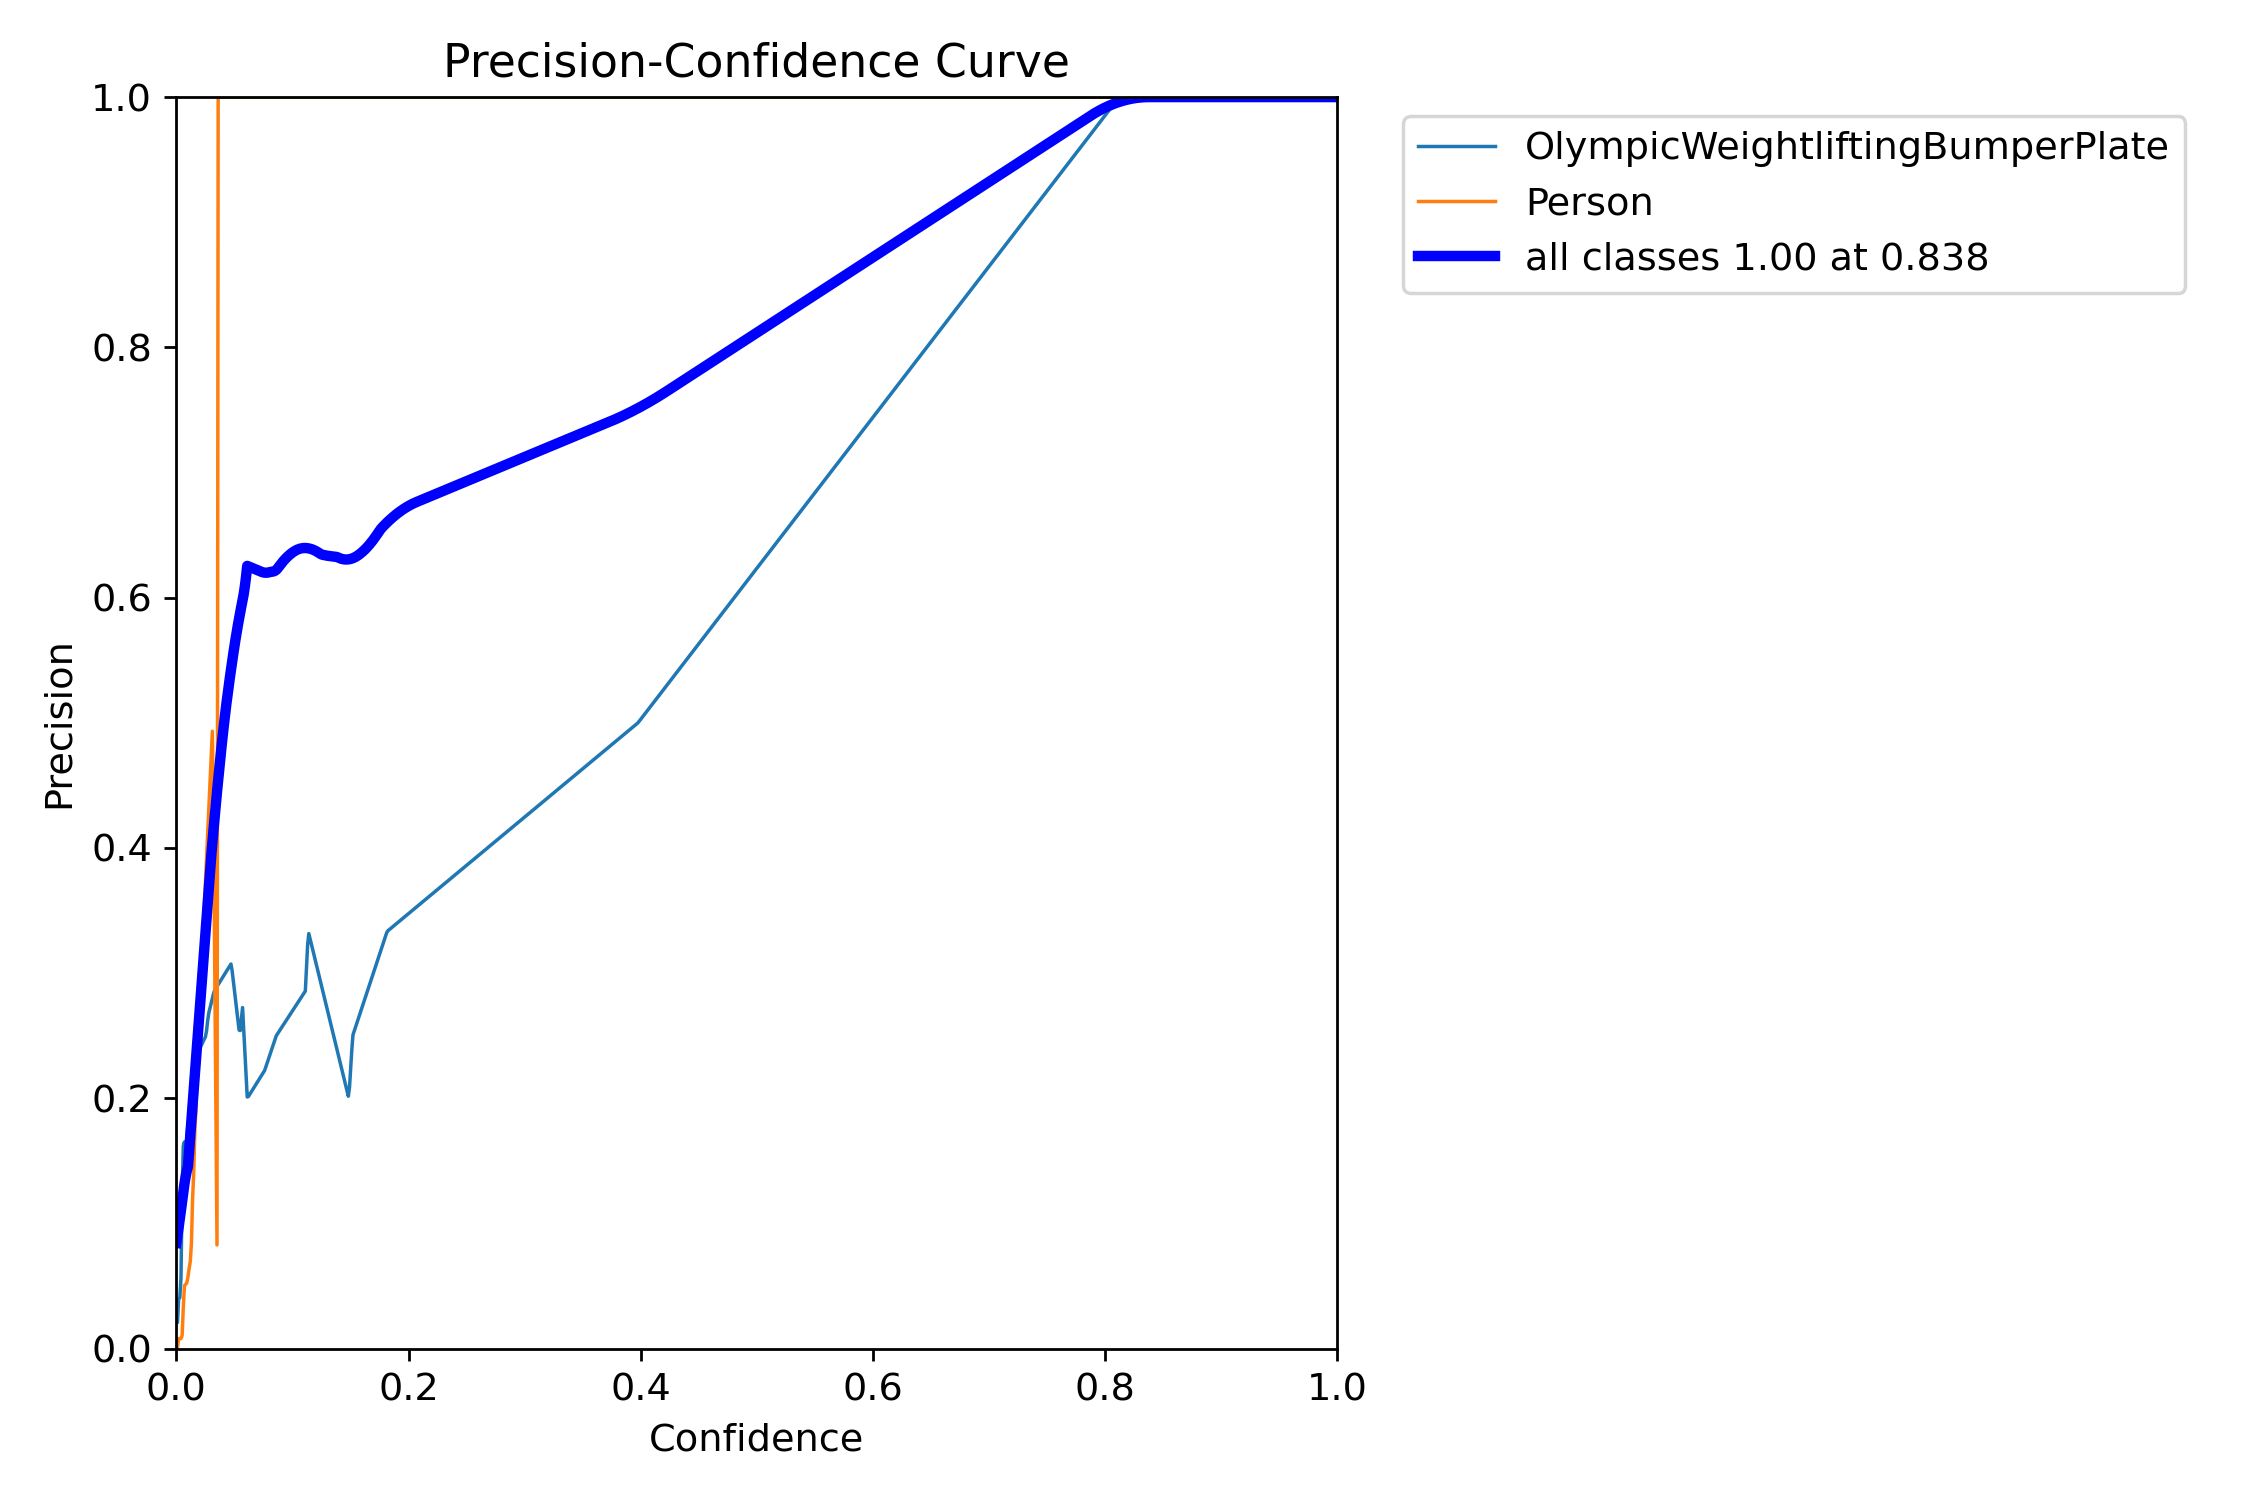 Precision-Confidence Curve
1.0
0.8
0.6
0.4
0.2
0.0
Precision
0.0 0.2 0.4 0.6 0.8 1.0
Confidence
OlympicWeightliftingBumperPlate
Person
all classes 1.00 at 0.838